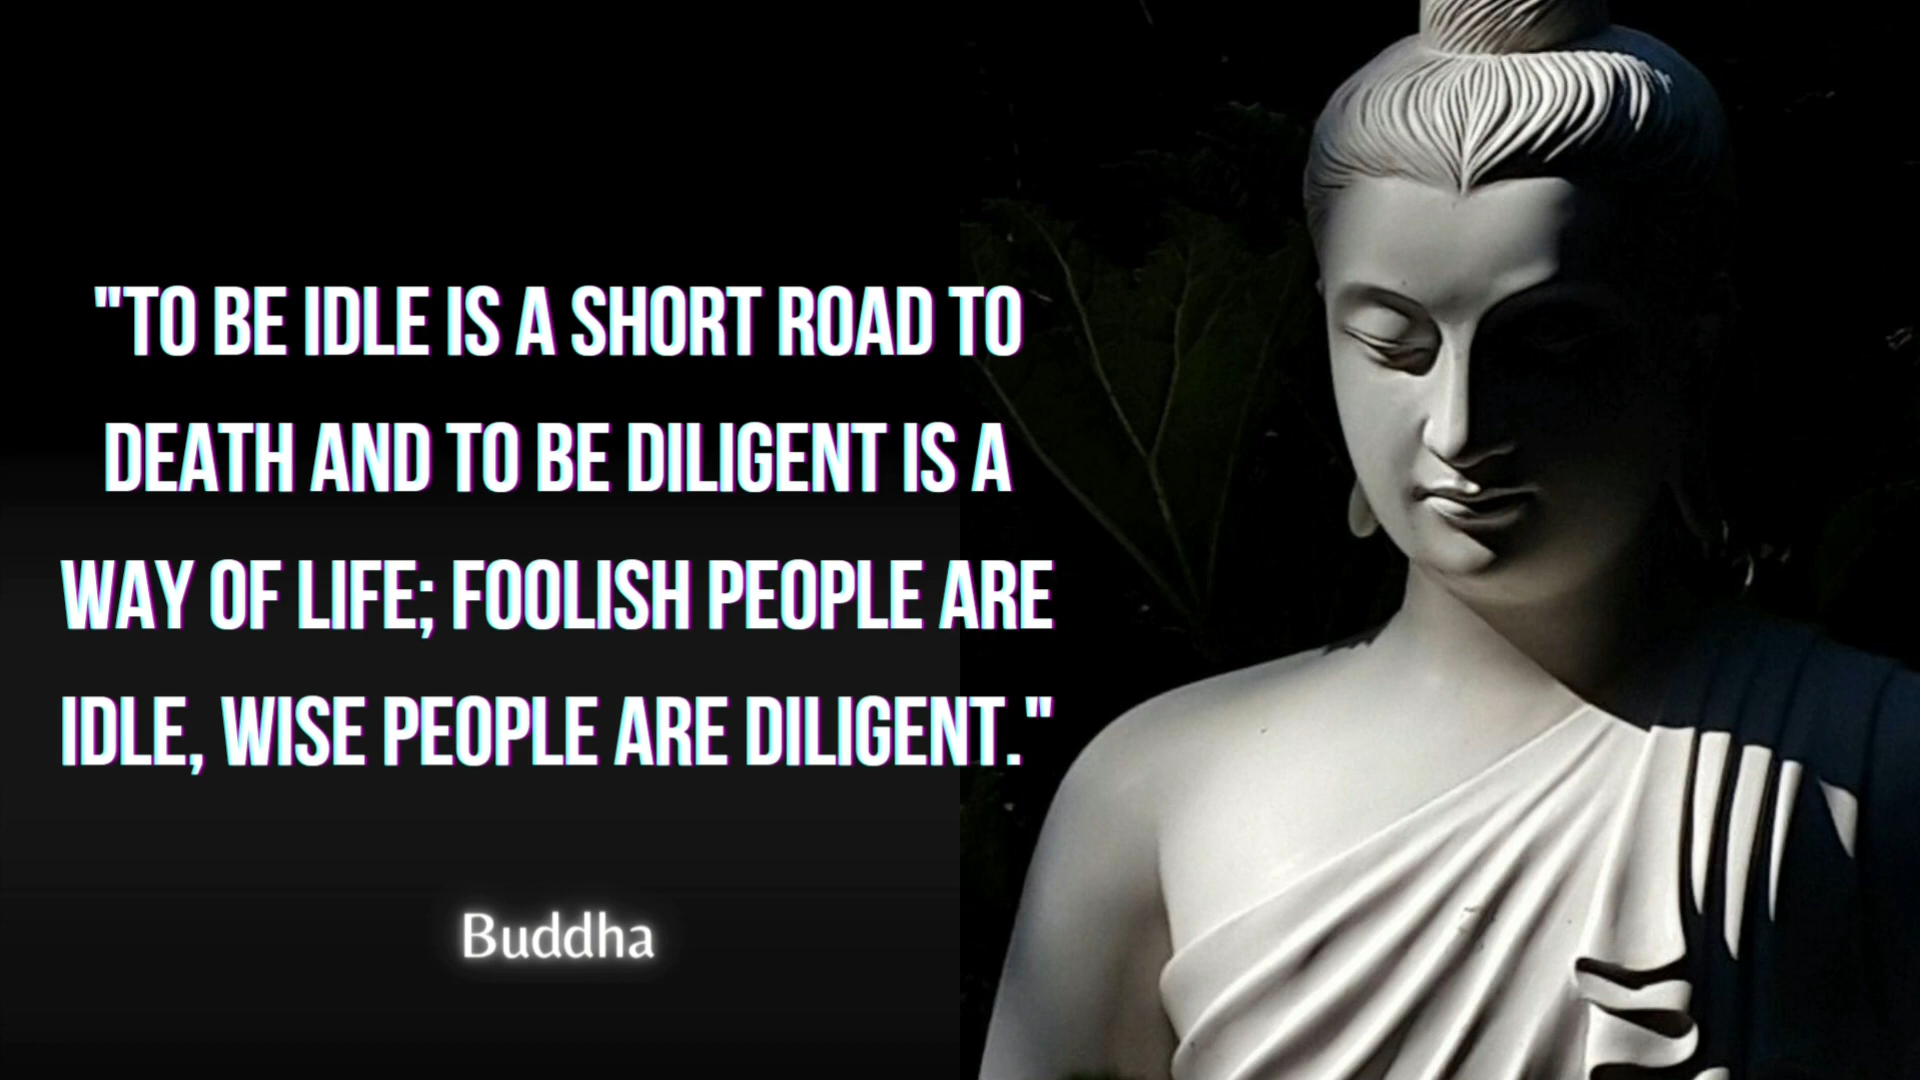 "TO BE IDLE IS A SHORT ROAD TO
DEATH AND TO BE DILIGENT IS A
WAY OF LIFE; FOOLISH PEOPLE ARE
IDLE, WISE PEOPLE ARE DILIGENT."
Buddha